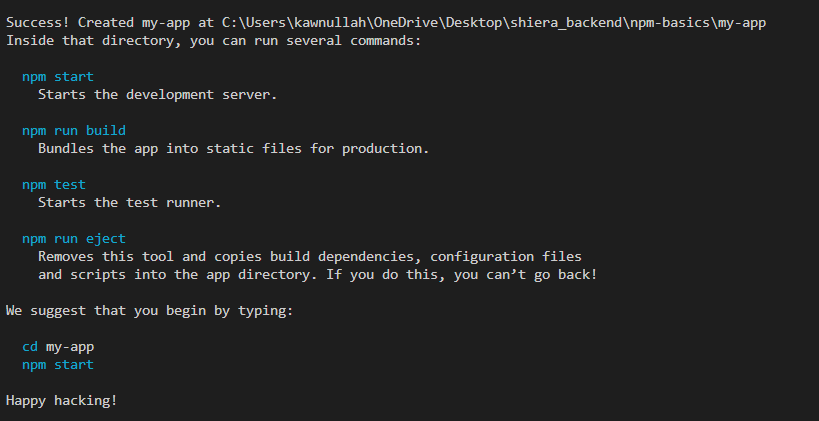 Success! Created my-app at C:\Users\kawnullah\OneDrive\Desktop\shiera_backend\npm-basics\my-app
Inside that directory, you can run several commands:
npm start
Starts the development server.
npm run build
Bundles the app into static files for production.
npm test
Starts the test runner.
npm run eject
Removes this tool and copies build dependencies, configuration files
and scripts into the app directory. If you do this, you can’t go back!
We suggest that you begin by typing:
cd my-app
npm start
Happy hacking!